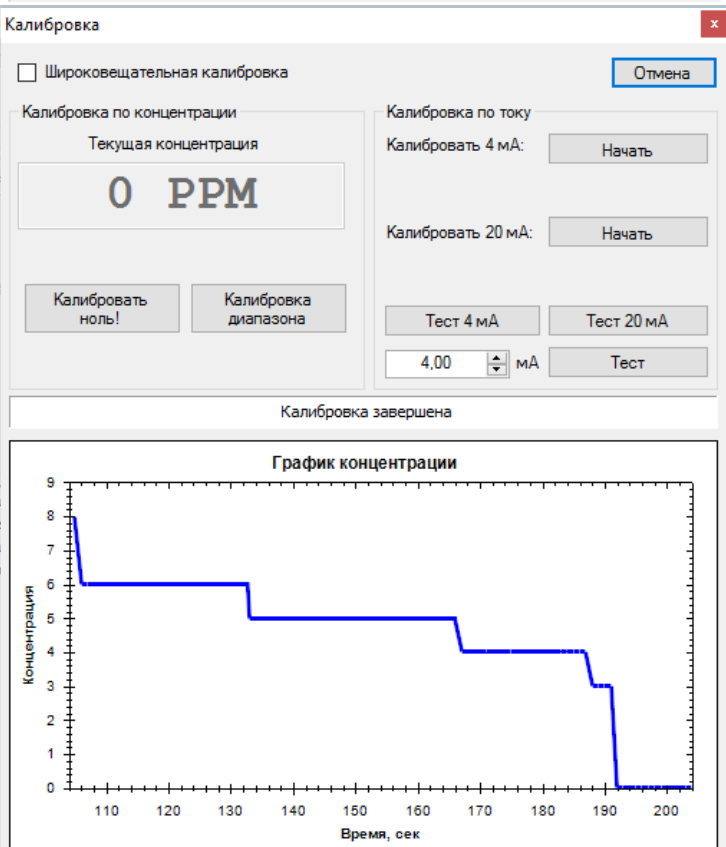 Калибровка
x
Широковещательная калибровка
Отмена
Калибровка по концентрации
Текущая концентрация
0 PPM
Калибровать
ноль!
Калибровка
диапазона
Калибровка по току
Калибровать 4 мА:
Начать
Калибровать 20 мА:
Начать
Тест 4 мА
Тест 20 мА
4,00
мА
Тест
Калибровка завершена
График концентрации
Концентрация
9
8
7
6
5
4
3
2
1
0
110 120 130 140 150 160 170 180 190 200
Время, сек